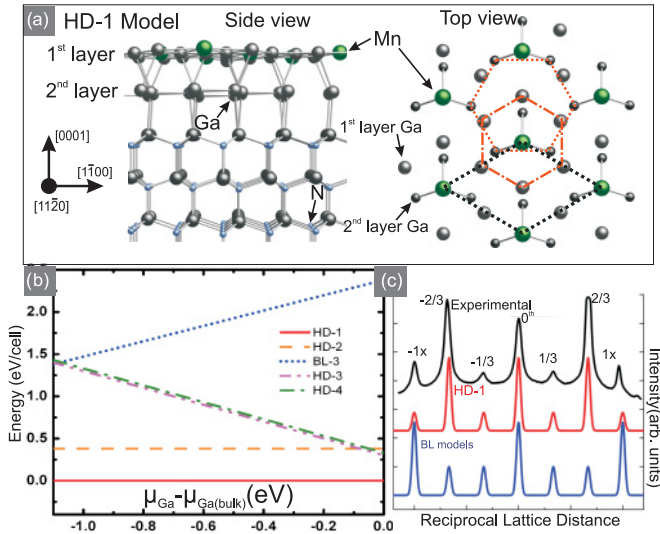 (a) HD-1 Model Side view Top view
1st layer
2nd layer
Mn
Ga
1st layer Ga
N
2nd layer Ga
[0001]
[11̄00]
[112̄0]
(b)
Energy (eV/cell)
2.0
1.5
1.0
0.5
0.0
HD-1
HD-2
BL-3
HD-3
HD-4
μGa-μGa(bulk)(eV)
-1.0 -0.8 -0.6 -0.4 -0.2 0.0
(c)
-2/3 Experimental 2/3
0th
-1x -1/3 1/3 1x
HD-1
BL models
Intensity(arb. units)
Reciprocal Lattice Distance